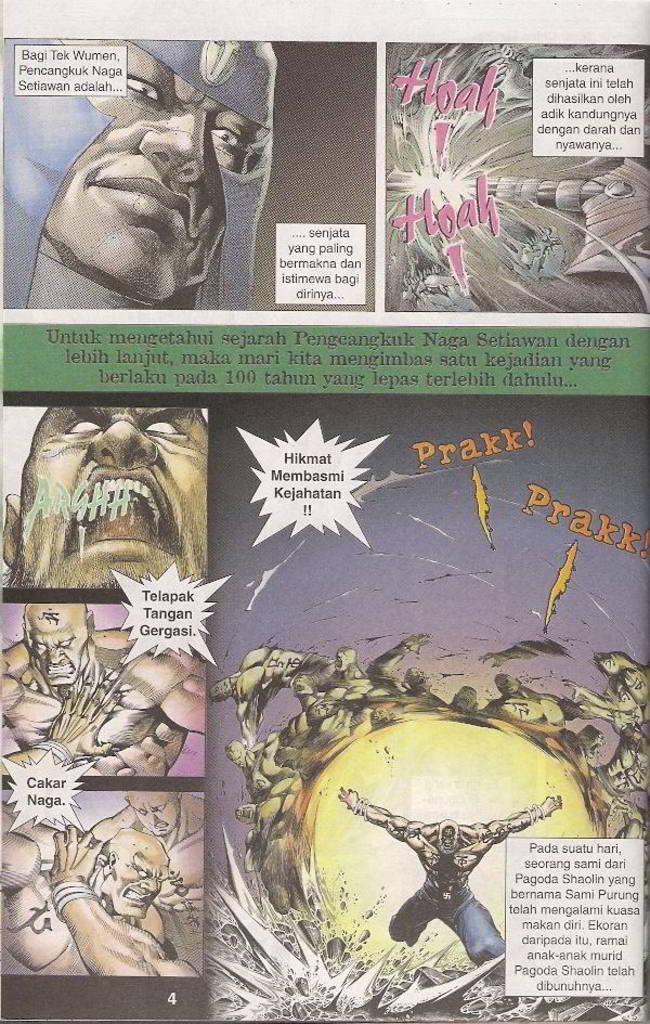 Bagi Tek Wumen,
Pencangkuk Naga
Setiawan adalah...
.... senjata
yang paling
bermakna dan
istimewa bagi
dirinya...
Hoah
!
Hoah
!
...kerana
senjata ini telah
dihasilkan oleh
adik kandungnya
dengan darah dan
nyawanya...
Untuk mengetahui sejarah Pengcangkuk Naga Setiawan dengan
lebih lanjut, maka mari kita mengimbas satu kejadian yang
berlaku pada 100 tahun yang lepas terlebih dahulu...
ARGHH
Telapak
Tangan
Gergasi.
Cakar
Naga.
Hikmat
Membasmi
Kejahatan
!!
Prakk!
Prakk!
Pada suatu hari,
seorang sami dari
Pagoda Shaolin yang
bernama Sami Purung
telah mengalami kuasa
makan diri. Ekoran
daripada itu, ramai
anak-anak murid
Pagoda Shaolin telah
dibunuhnya...
4